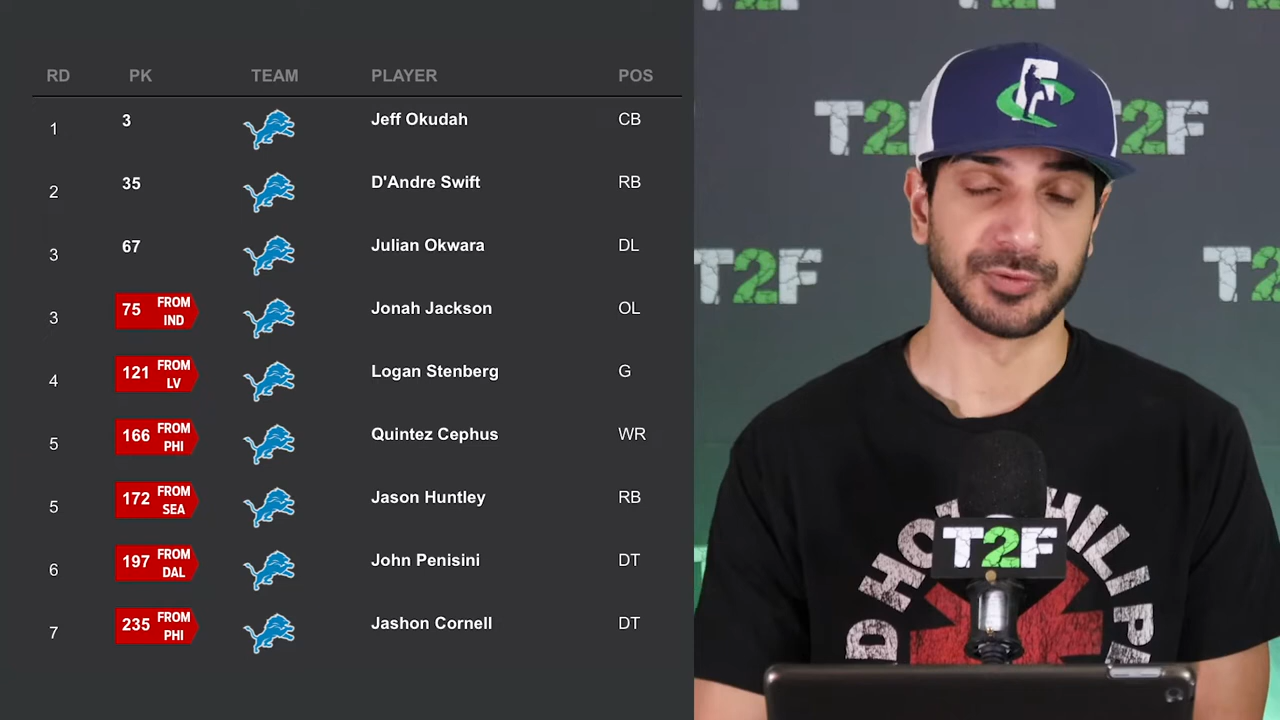 RD PK TEAM PLAYER POS
1 3 Jeff Okudah CB
2 35 D'Andre Swift RB
3 67 Julian Okwara DL
3 75 FROM IND Jonah Jackson OL
4 121 FROM LV Logan Stenberg G
5 166 FROM PHI Quintez Cephus WR
5 172 FROM SEA Jason Huntley RB
6 197 FROM DAL John Penisini DT
7 235 FROM PHI Jashon Cornell DT
T2F
T2F
T2F
T2F